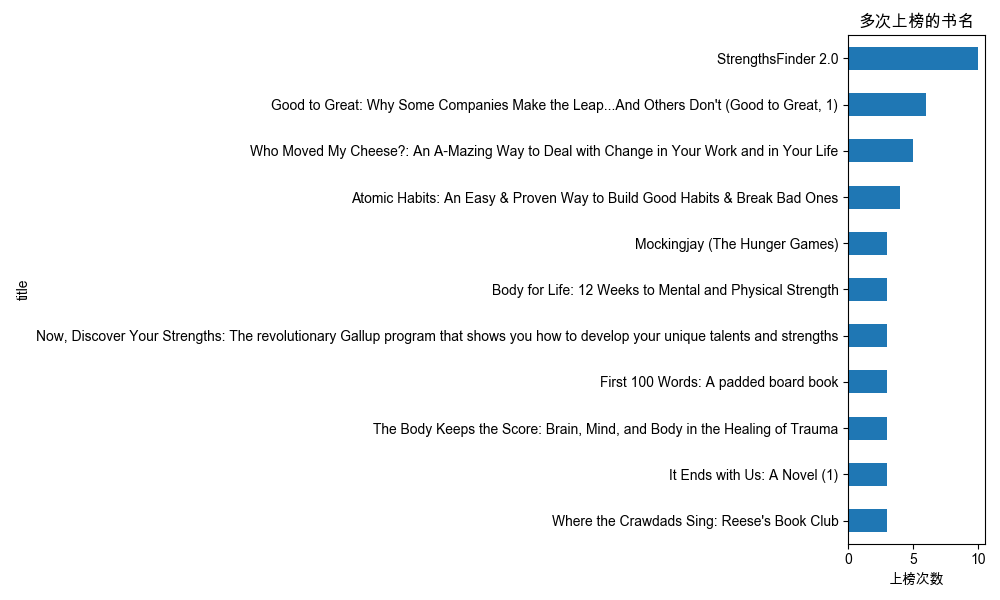 多次上榜的书名
StrengthsFinder 2.0
Good to Great: Why Some Companies Make the Leap...And Others Don't (Good to Great, 1)
Who Moved My Cheese?: An A-Mazing Way to Deal with Change in Your Work and in Your Life
Atomic Habits: An Easy & Proven Way to Build Good Habits & Break Bad Ones
Mockingjay (The Hunger Games)
Body for Life: 12 Weeks to Mental and Physical Strength
Now, Discover Your Strengths: The revolutionary Gallup program that shows you how to develop your unique talents and strengths
First 100 Words: A padded board book
The Body Keeps the Score: Brain, Mind, and Body in the Healing of Trauma
It Ends with Us: A Novel (1)
Where the Crawdads Sing: Reese's Book Club
title
0 5 10
上榜次数